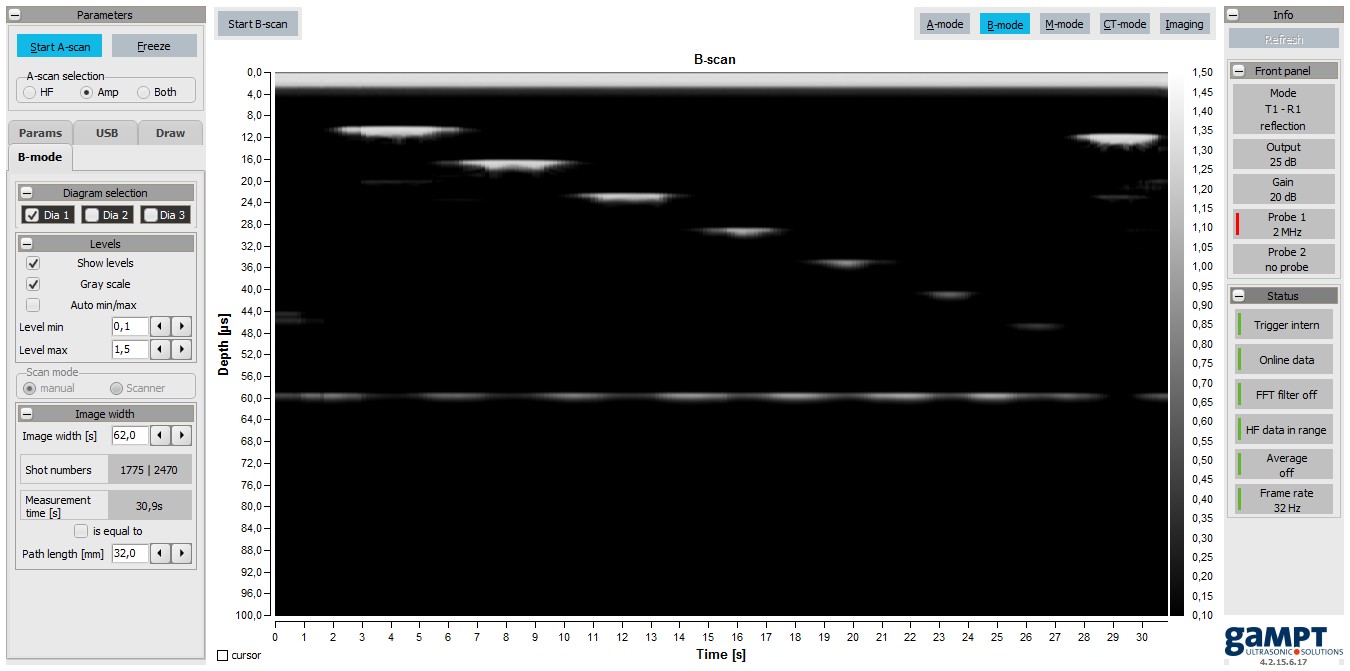 Parameters
Start A-scan Freeze
A-scan selection
HF Amp Both
Params USB Draw
B-mode
Diagram selection
Dia 1 Dia 2 Dia 3
Levels
Show levels
Gray scale
Auto min/max
Level min 0,1
Level max 1,5
Scan mode
manual Scanner
Image width
Image width [s] 62,0
Shot numbers 1775 | 2470
Measurement
time [s] 30,9s
is equal to
Path length [mm] 32,0
Start B-scan
A-mode B-mode M-mode CT-mode Imaging
B-scan
Depth [µs]
0,0
4,0
8,0
12,0
16,0
20,0
24,0
28,0
32,0
36,0
40,0
44,0
48,0
52,0
56,0
60,0
64,0
68,0
72,0
76,0
80,0
84,0
88,0
92,0
96,0
100,0
0 1 2 3 4 5 6 7 8 9 10 11 12 13 14 15 16 17 18 19 20 21 22 23 24 25 26 27 28 29 30
Time [s]
cursor
1,50
1,45
1,40
1,35
1,30
1,25
1,20
1,15
1,10
1,05
1,00
0,95
0,90
0,85
0,80
0,75
0,70
0,65
0,60
0,55
0,50
0,45
0,40
0,35
0,30
0,25
0,20
0,15
0,10
Info
Refresh
Front panel
Mode
T1 - R1
reflection
Output
25 dB
Gain
20 dB
Probe 1
2 MHz
Probe 2
no probe
Status
Trigger intern
Online data
FFT filter off
HF data in range
Average
off
Frame rate
32 Hz
gaMPT
ULTRASONIC SOLUTIONS
4.2.15.6.17